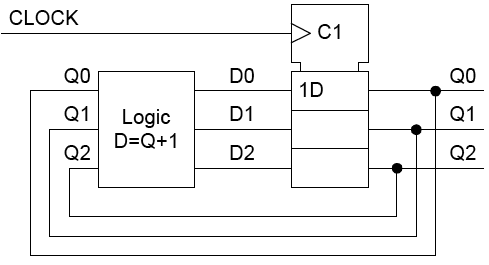 CLOCK
C1
Q0 D0 Q0
1D
Q1 D1 Q1
Logic
D=Q+1
Q2 D2 Q2